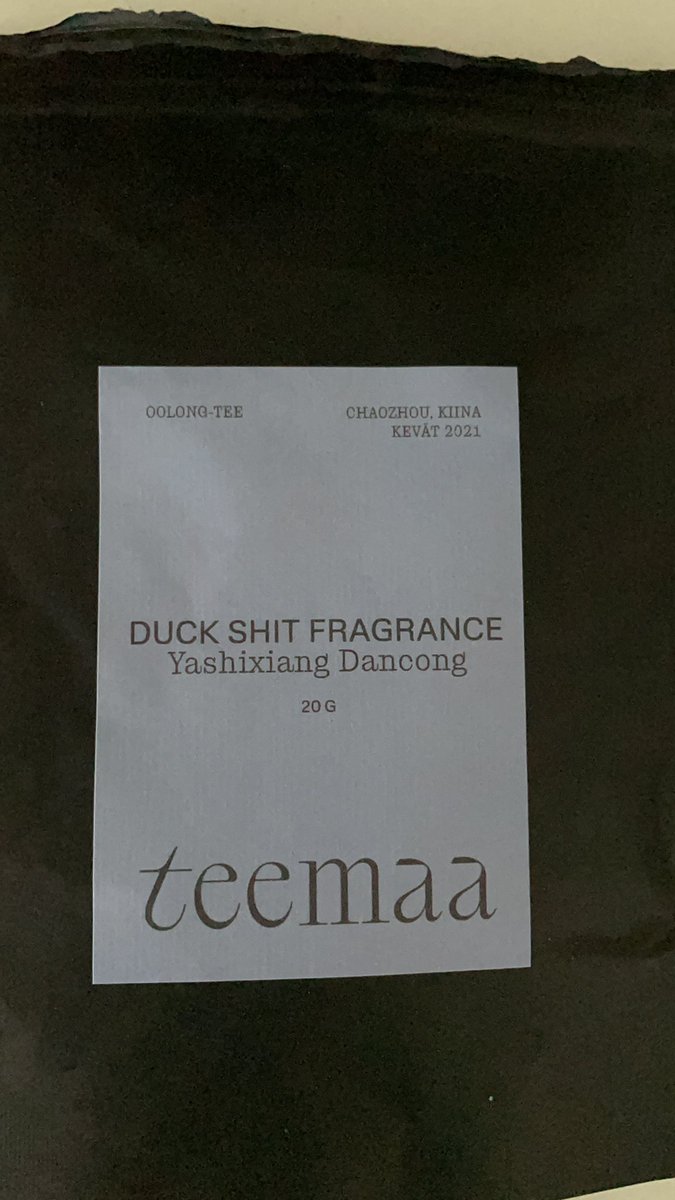 OOLONG-TEE
CHAOZHOU, KIINA
KEVÄT 2021
DUCK SHIT FRAGRANCE
Yashixiang Dancong
20 G
teemaa